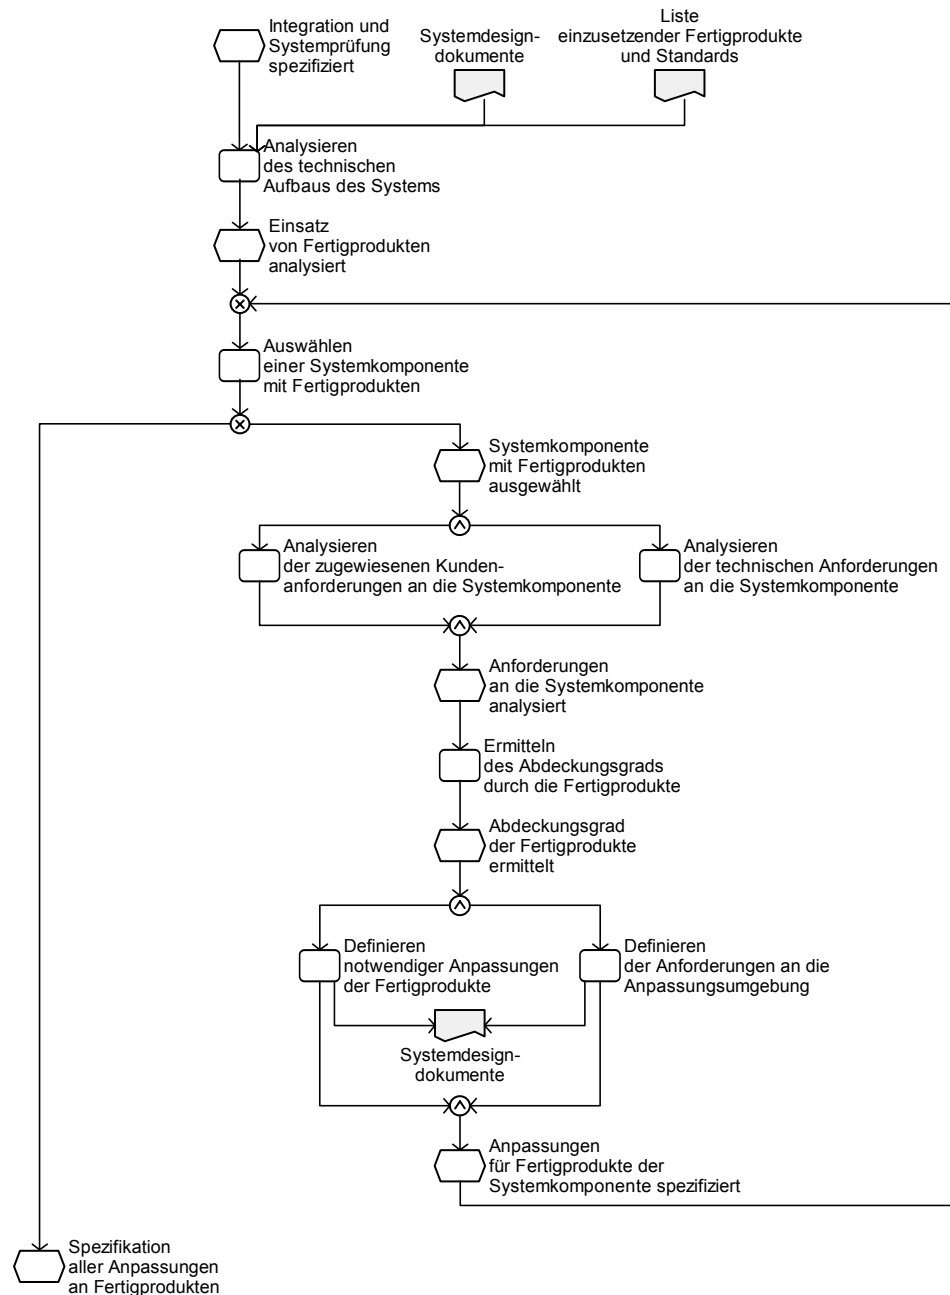 Integration und
Systemprüfung
spezifiziert
Systemdesign-
dokumente
Liste
einzusetzender Fertigprodukte
und Standards
Analysieren
des technischen
Aufbaus des Systems
Einsatz
von Fertigprodukten
analysiert
Auswählen
einer Systemkomponente
mit Fertigprodukten
Systemkomponente
mit Fertigprodukten
ausgewählt
Analysieren
der zugewiesenen Kunden-
anforderungen an die Systemkomponente
Analysieren
der technischen Anforderungen
an die Systemkomponente
Anforderungen
an die Systemkomponente
analysiert
Ermitteln
des Abdeckungsgrads
durch die Fertigprodukte
Abdeckungsgrad
der Fertigprodukte
ermittelt
Definieren
notwendiger Anpassungen
der Fertigprodukte
Definieren
der Anforderungen an die
Anpassungsumgebung
Systemdesign-
dokumente
Anpassungen
für Fertigprodukte der
Systemkomponente spezifiziert
Spezifikation
aller Anpassungen
an Fertigprodukten